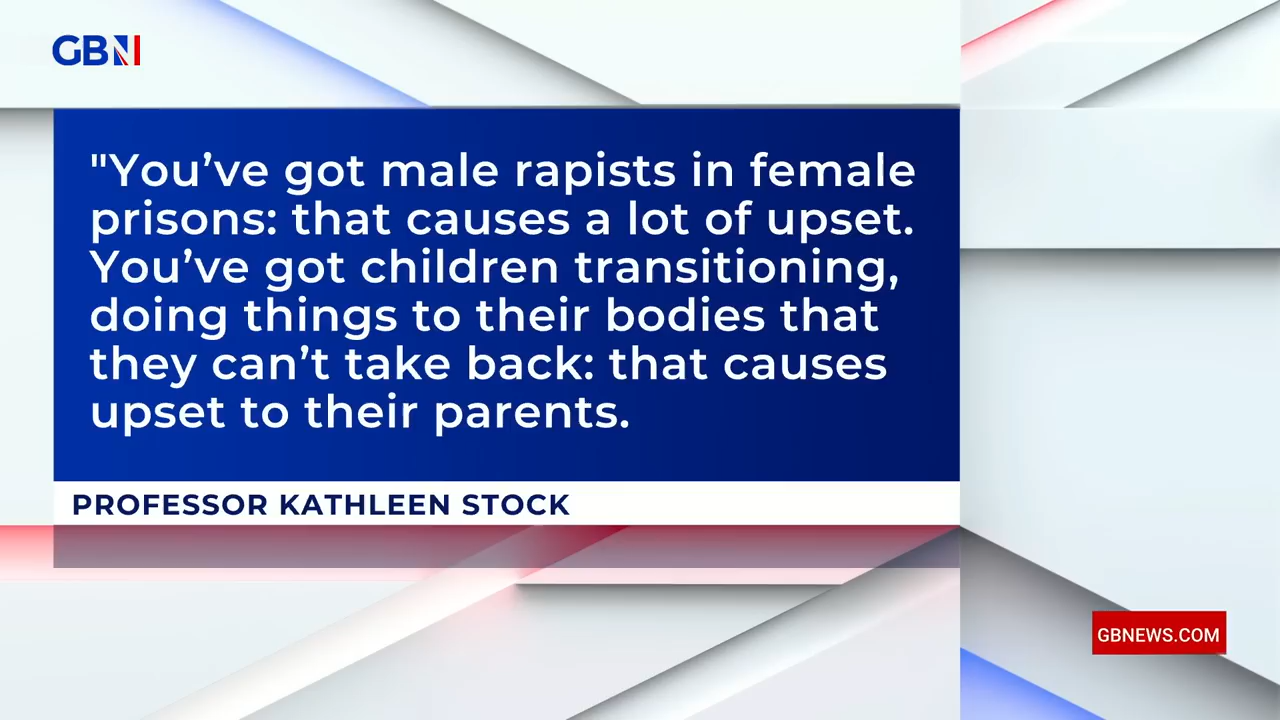 GBN
"You’ve got male rapists in female
prisons: that causes a lot of upset.
You’ve got children transitioning,
doing things to their bodies that
they can’t take back: that causes
upset to their parents.
PROFESSOR KATHLEEN STOCK
GBNEWS.COM